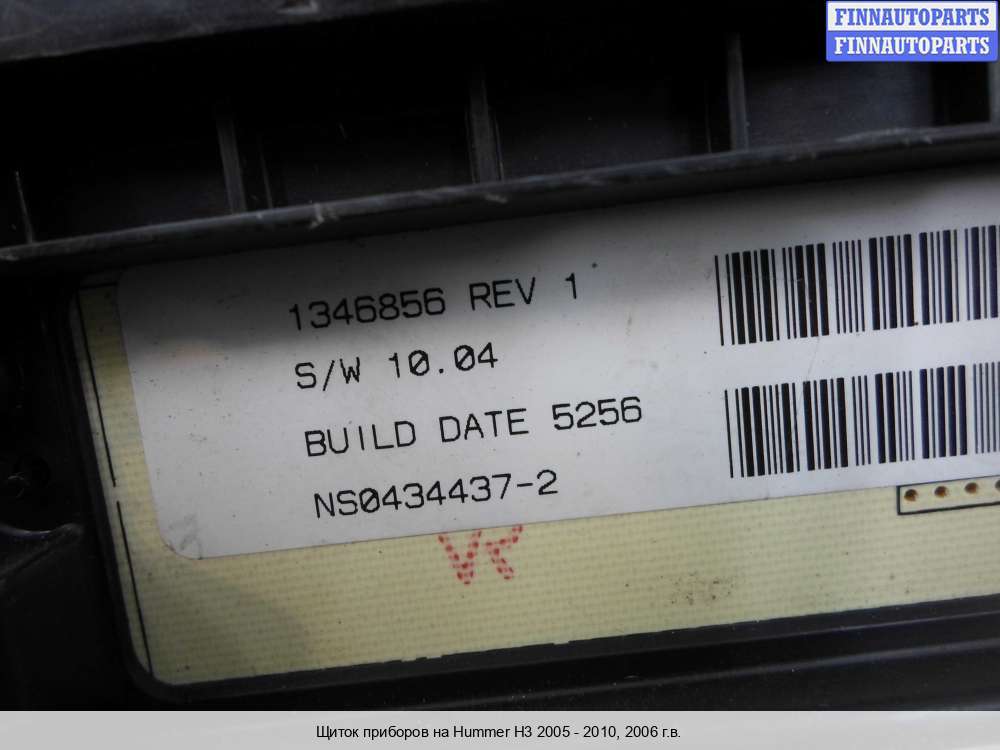 FINNAUTOPARTS
FINNAUTOPARTS
1346856 REV 1
S/W 10.04
BUILD DATE 5256
NS0434437-2
VR
Щиток приборов на Hummer H3 2005 - 2010, 2006 г.в.